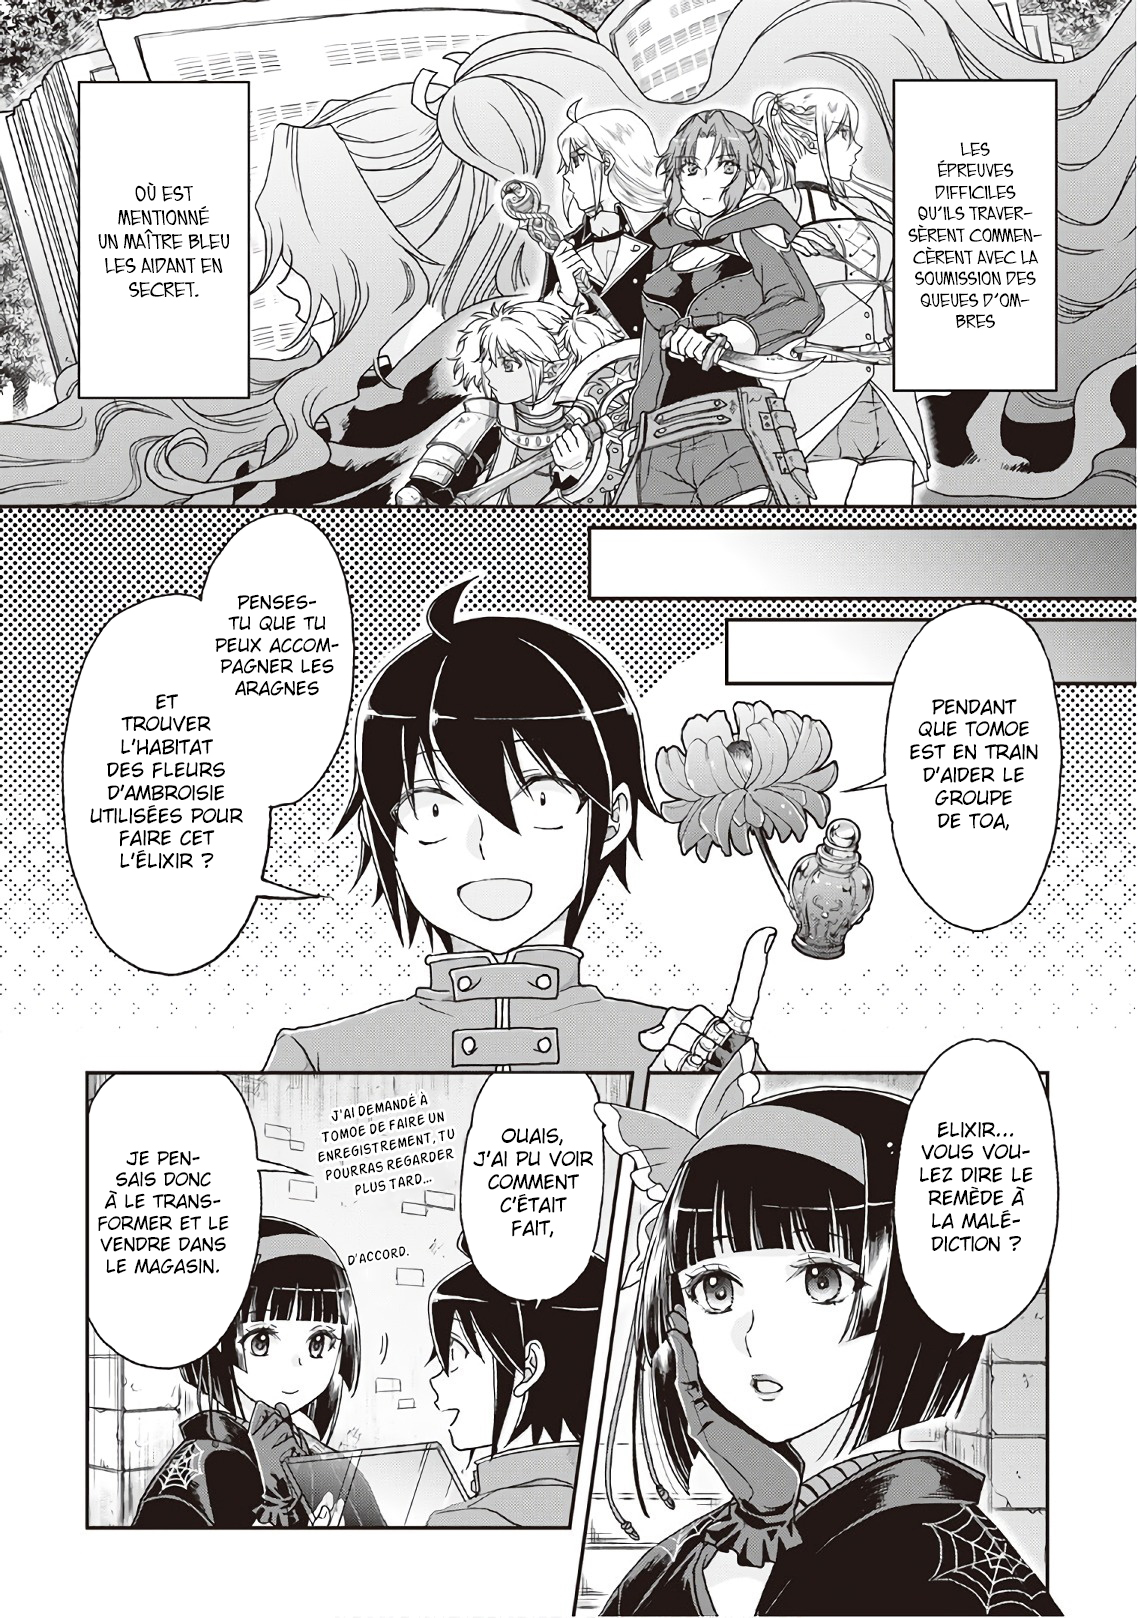 LES
ÉPREUVES
DIFFICILES
QU'ILS TRAVER-
SÈRENT COMMEN-
CÈRENT AVEC LA
SOUMISSION DES
QUEUES D'OM-
BRES
OÙ EST
MENTIONNÉ
UN MAÎTRE BLEU
LES AIDANT EN
SECRET.
PENDANT
QUE TOMOE
EST EN TRAIN
D'AIDER LE
GROUPE
DE TOA,
PENSES-
TU QUE TU
PEUX ACCOM-
PAGNER LES
ARAGNES
ET
TROUVER
L'HABITAT
DES FLEURS
D'AMBROISIE
UTILISÉES POUR
FAIRE CET
L'ÉLIXIR ?
ELIXIR...
VOUS VOU-
LEZ DIRE LE
REMÈDE À
LA MALÉ-
DICTION ?
OUAIS,
J'AI PU VOIR
COMMENT
C'ÉTAIT
FAIT,
J'AI DEMANDÉ À
TOMOE DE FAIRE UN
ENREGISTREMENT, TU
POURRAS REGARDER
PLUS TARD...
D'ACCORD.
JE PEN-
SAIS DONC
À LE TRANS-
FORMER ET LE
VENDRE DANS
LE MAGASIN.